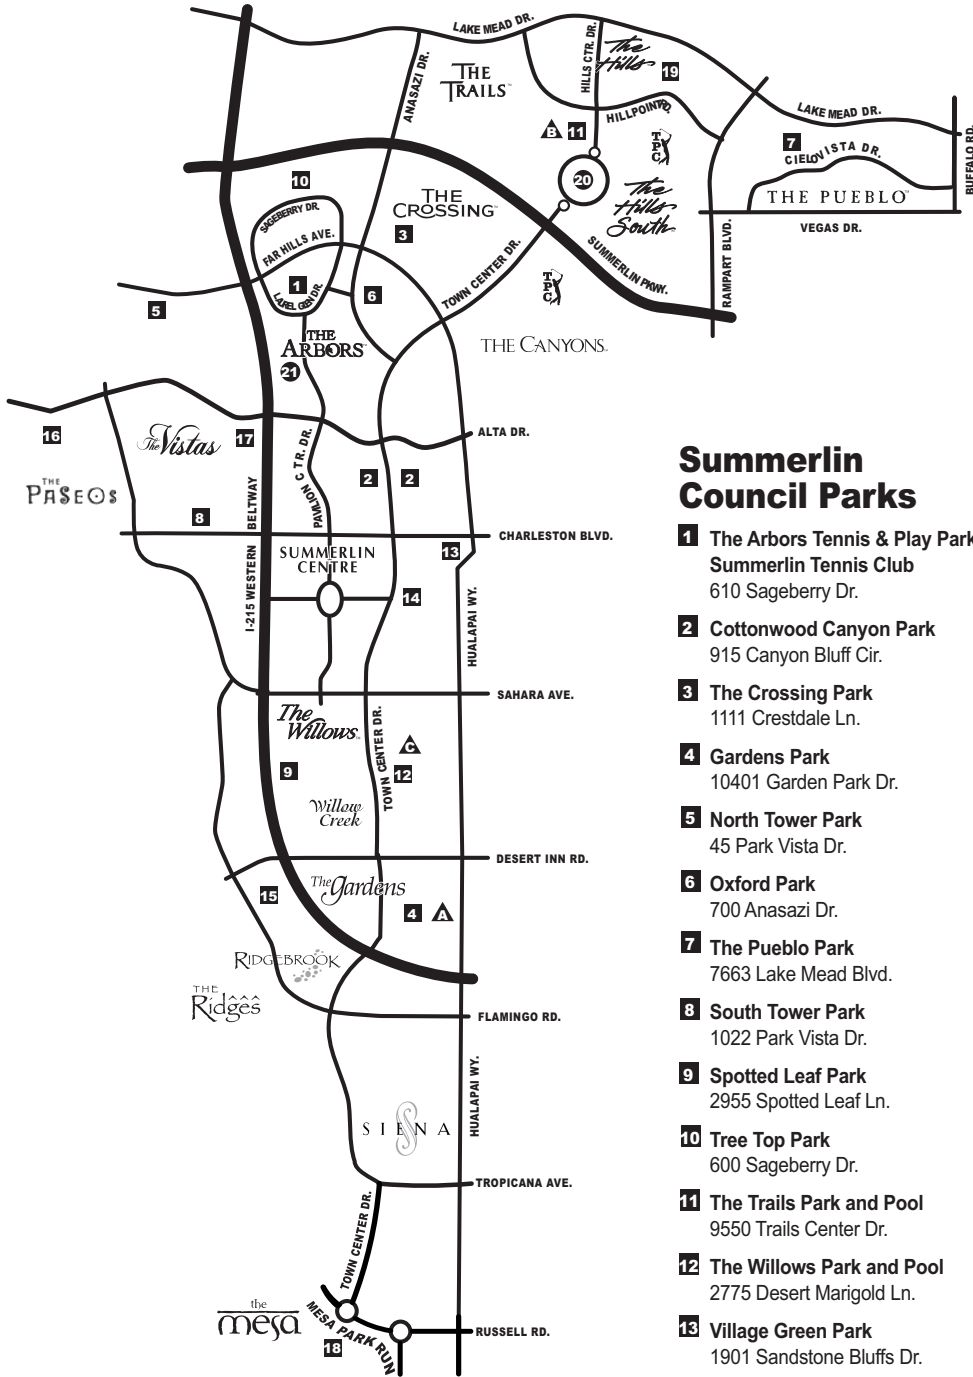 LAKE MEAD DR.
HILLS CTR. DR.
The
Hills
19
ANASAZI DR.
THE
TRAILS
HILLPOINT RD.
LAKE MEAD DR.
B 11
7
CIELO VISTA DR.
BUFFALO RD.
TPC
10
20
THE PUEBLO
SAGEBERRY DR.
THE
CROSSING
The
Hills
South
3
VEGAS DR.
FAR HILLS AVE.
TOWN CENTER DR.
SUMMERLIN PKWY.
RAMPART BLVD.
TPC
1
LAUREL GLEN DR.
6
5
THE
ARBORS
THE CANYONS
21
16
The Vistas
17
ALTA DR.
THE
PASEOS
PAVILION CTR. DR.
2
2
8
I-215 WESTERN BELTWAY
CHARLESTON BLVD.
SUMMERLIN
CENTRE
13
14
HUALAPAI WY.
SAHARA AVE.
The
Willows
TOWN CENTER DR.
C
12
9
Willow
Creek
DESERT INN RD.
The Gardens
15
4 A
RIDGEBROOK
THE
Ridges
FLAMINGO RD.
HUALAPAI WY.
SIENA
TROPICANA AVE.
TOWN CENTER DR.
the
mesa
MESA PARK RUN
18
RUSSELL RD.
Summerlin
Council Parks
1 The Arbors Tennis & Play Park
Summerlin Tennis Club
610 Sageberry Dr.
2 Cottonwood Canyon Park
915 Canyon Bluff Cir.
3 The Crossing Park
1111 Crestdale Ln.
4 Gardens Park
10401 Garden Park Dr.
5 North Tower Park
45 Park Vista Dr.
6 Oxford Park
700 Anasazi Dr.
7 The Pueblo Park
7663 Lake Mead Blvd.
8 South Tower Park
1022 Park Vista Dr.
9 Spotted Leaf Park
2955 Spotted Leaf Ln.
10 Tree Top Park
600 Sageberry Dr.
11 The Trails Park and Pool
9550 Trails Center Dr.
12 The Willows Park and Pool
2775 Desert Marigold Ln.
13 Village Green Park
1901 Sandstone Bluffs Dr.